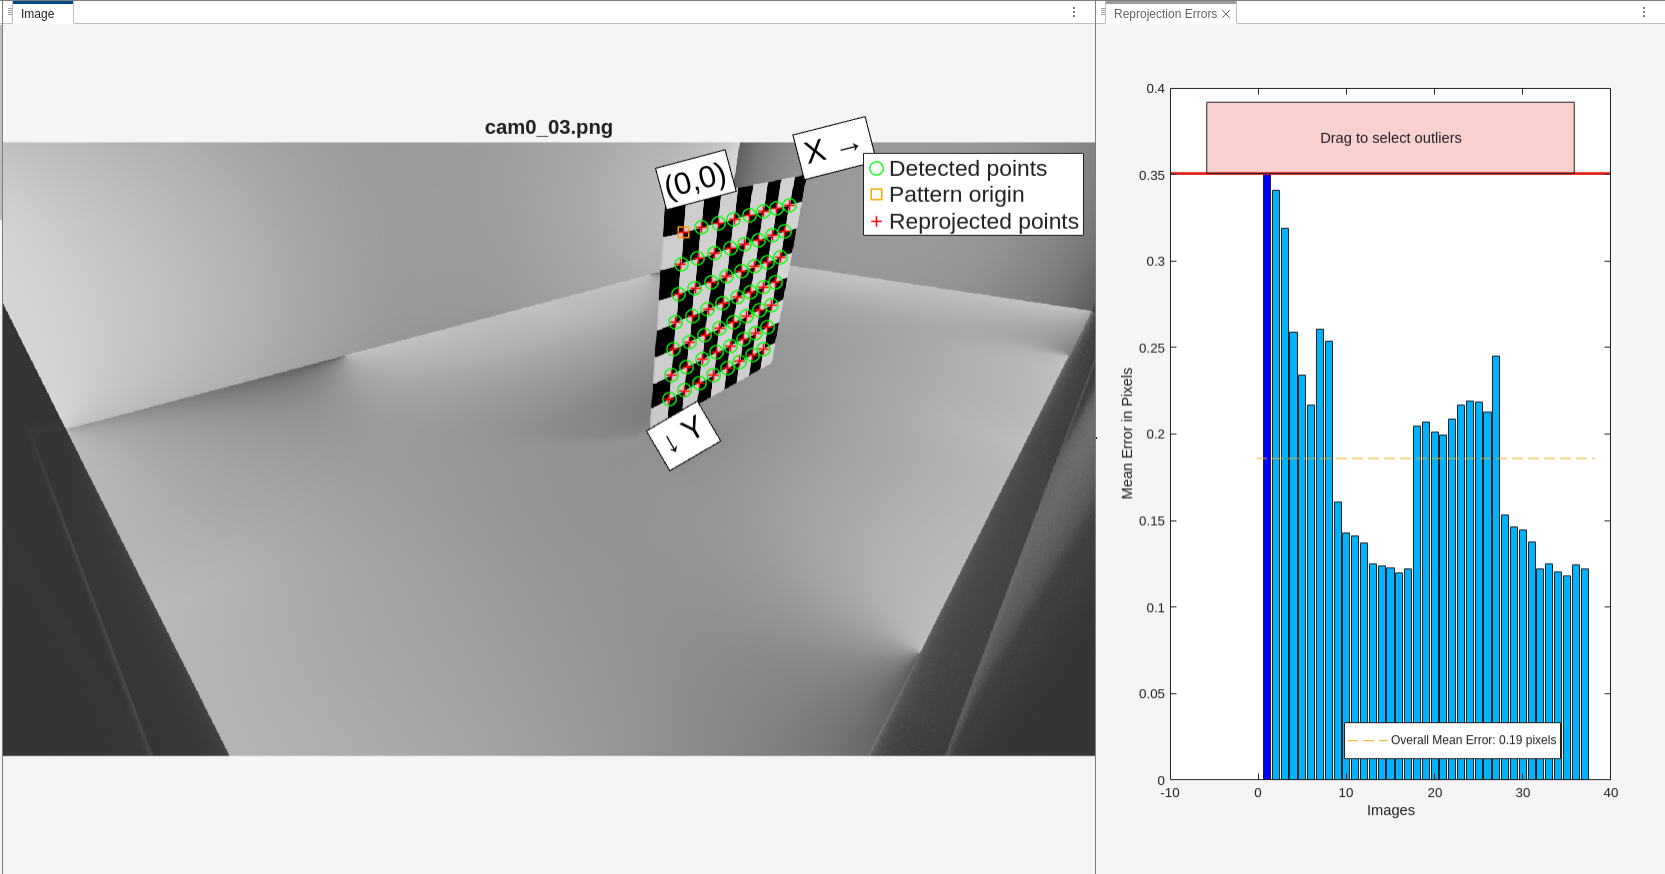 Image
Reprojection Errors
cam0_03.png
(0,0)
X →
↓ Y
Detected points
Pattern origin
Reprojected points
Drag to select outliers
0.4
0.35
0.3
0.25
0.2
0.15
0.1
0.05
0
Mean Error in Pixels
Overall Mean Error: 0.19 pixels
-10 0 10 20 30 40
Images